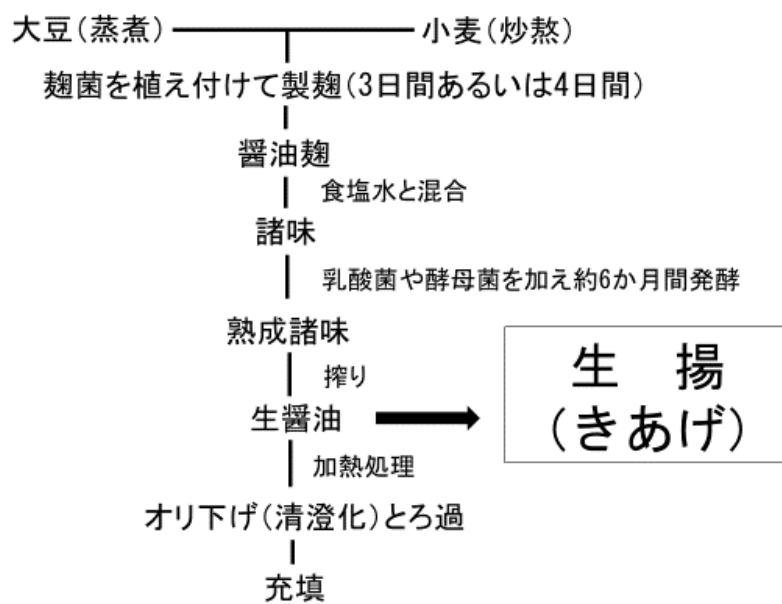 大豆(蒸煮)
小麦(炒熬)
麹菌を植え付けて製麹(3日間あるいは4日間)
醤油麹
食塩水と混合
諸味
乳酸菌や酵母菌を加え約6か月間発酵
熟成諸味
搾り
生醤油
生　揚
(きあげ)
加熱処理
オリ下げ(清澄化)とろ過
充填